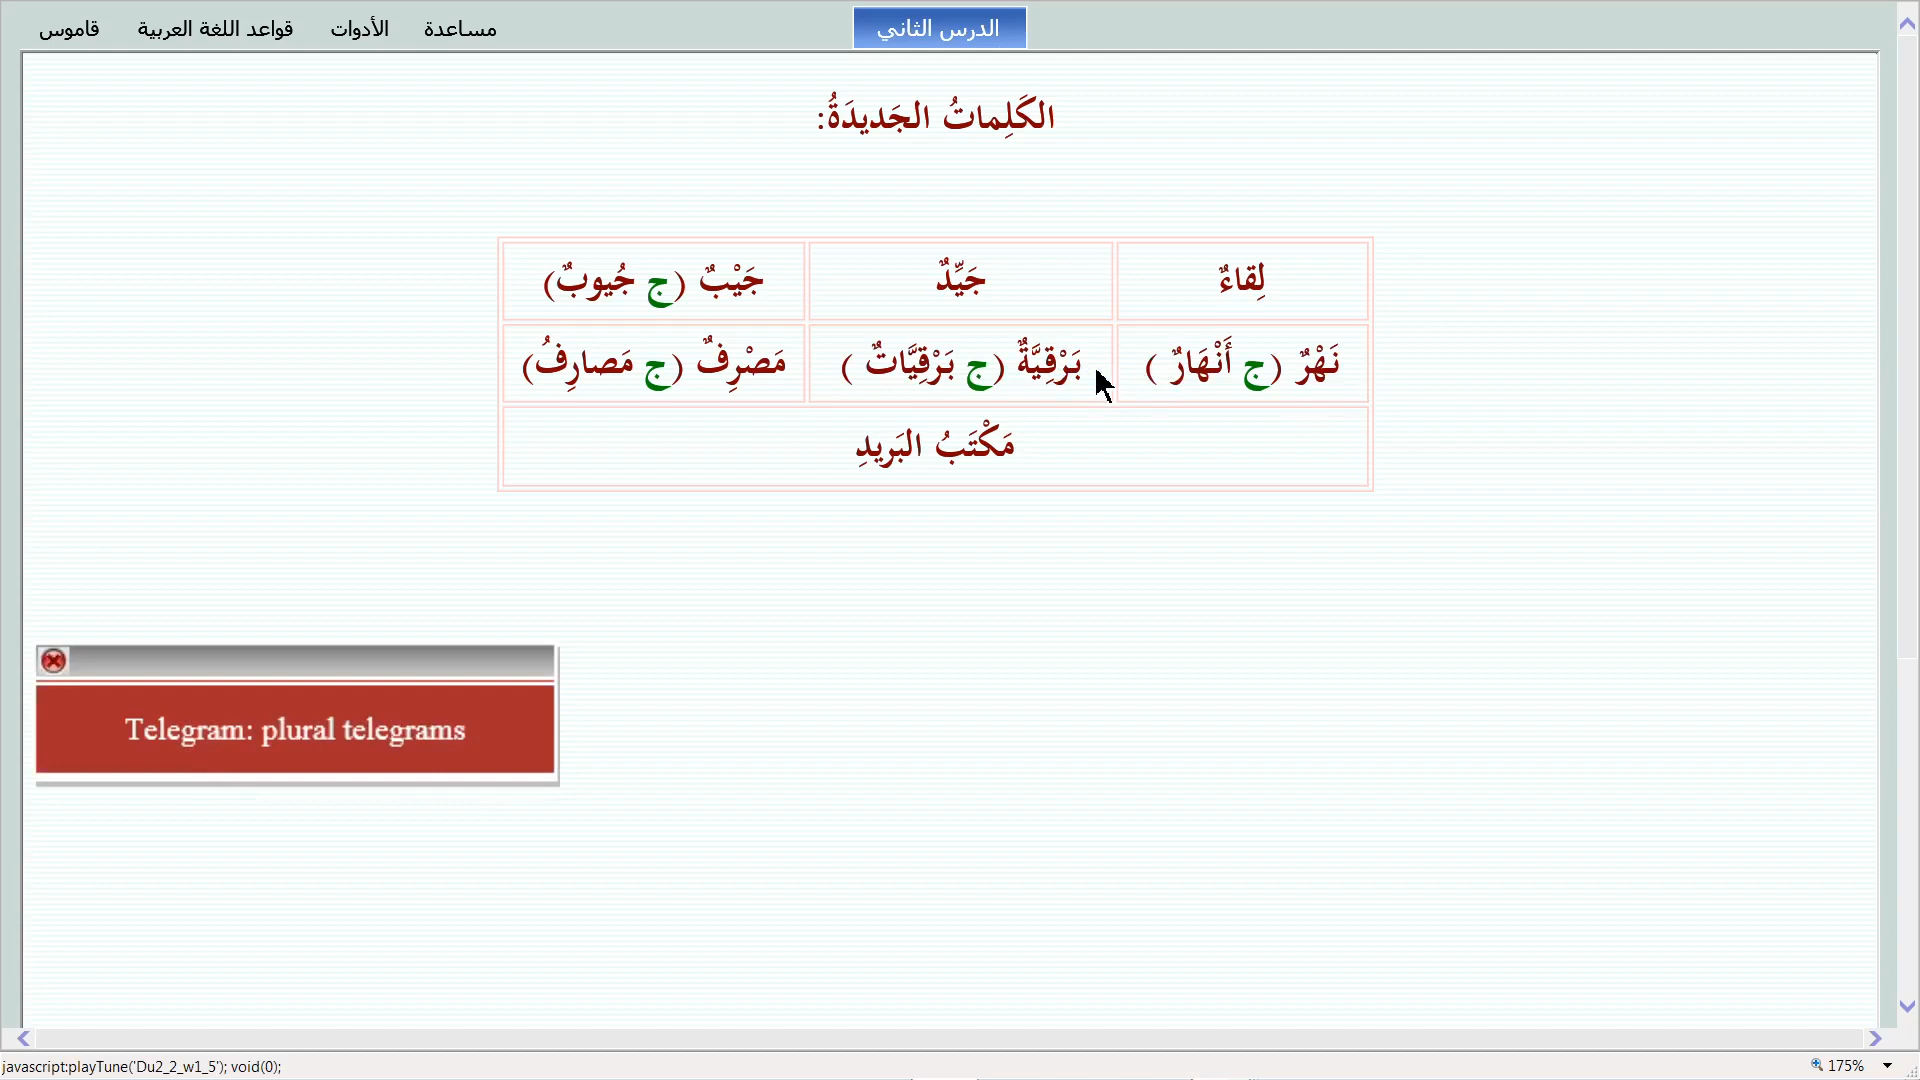 الدرس الثاني
مساعدة الأدوات قواعد اللغة العربية قاموس
الكَلِماتُ الجَديدَةُ:
لِقاءٌ جَيِّدٌ جَيْبٌ (ج جُيوبٌ)
نَهْرٌ (ج أَنْهَارٌ ) بَرْقِيَّةٌ (ج بَرْقِيَّاتٌ ) مَصْرِفٌ (ج مَصارِفُ)
مَكْتَبُ البَريدِ
Telegram: plural telegrams
javascript:playTune('Du2_2_w1_5'); void(0);
175%